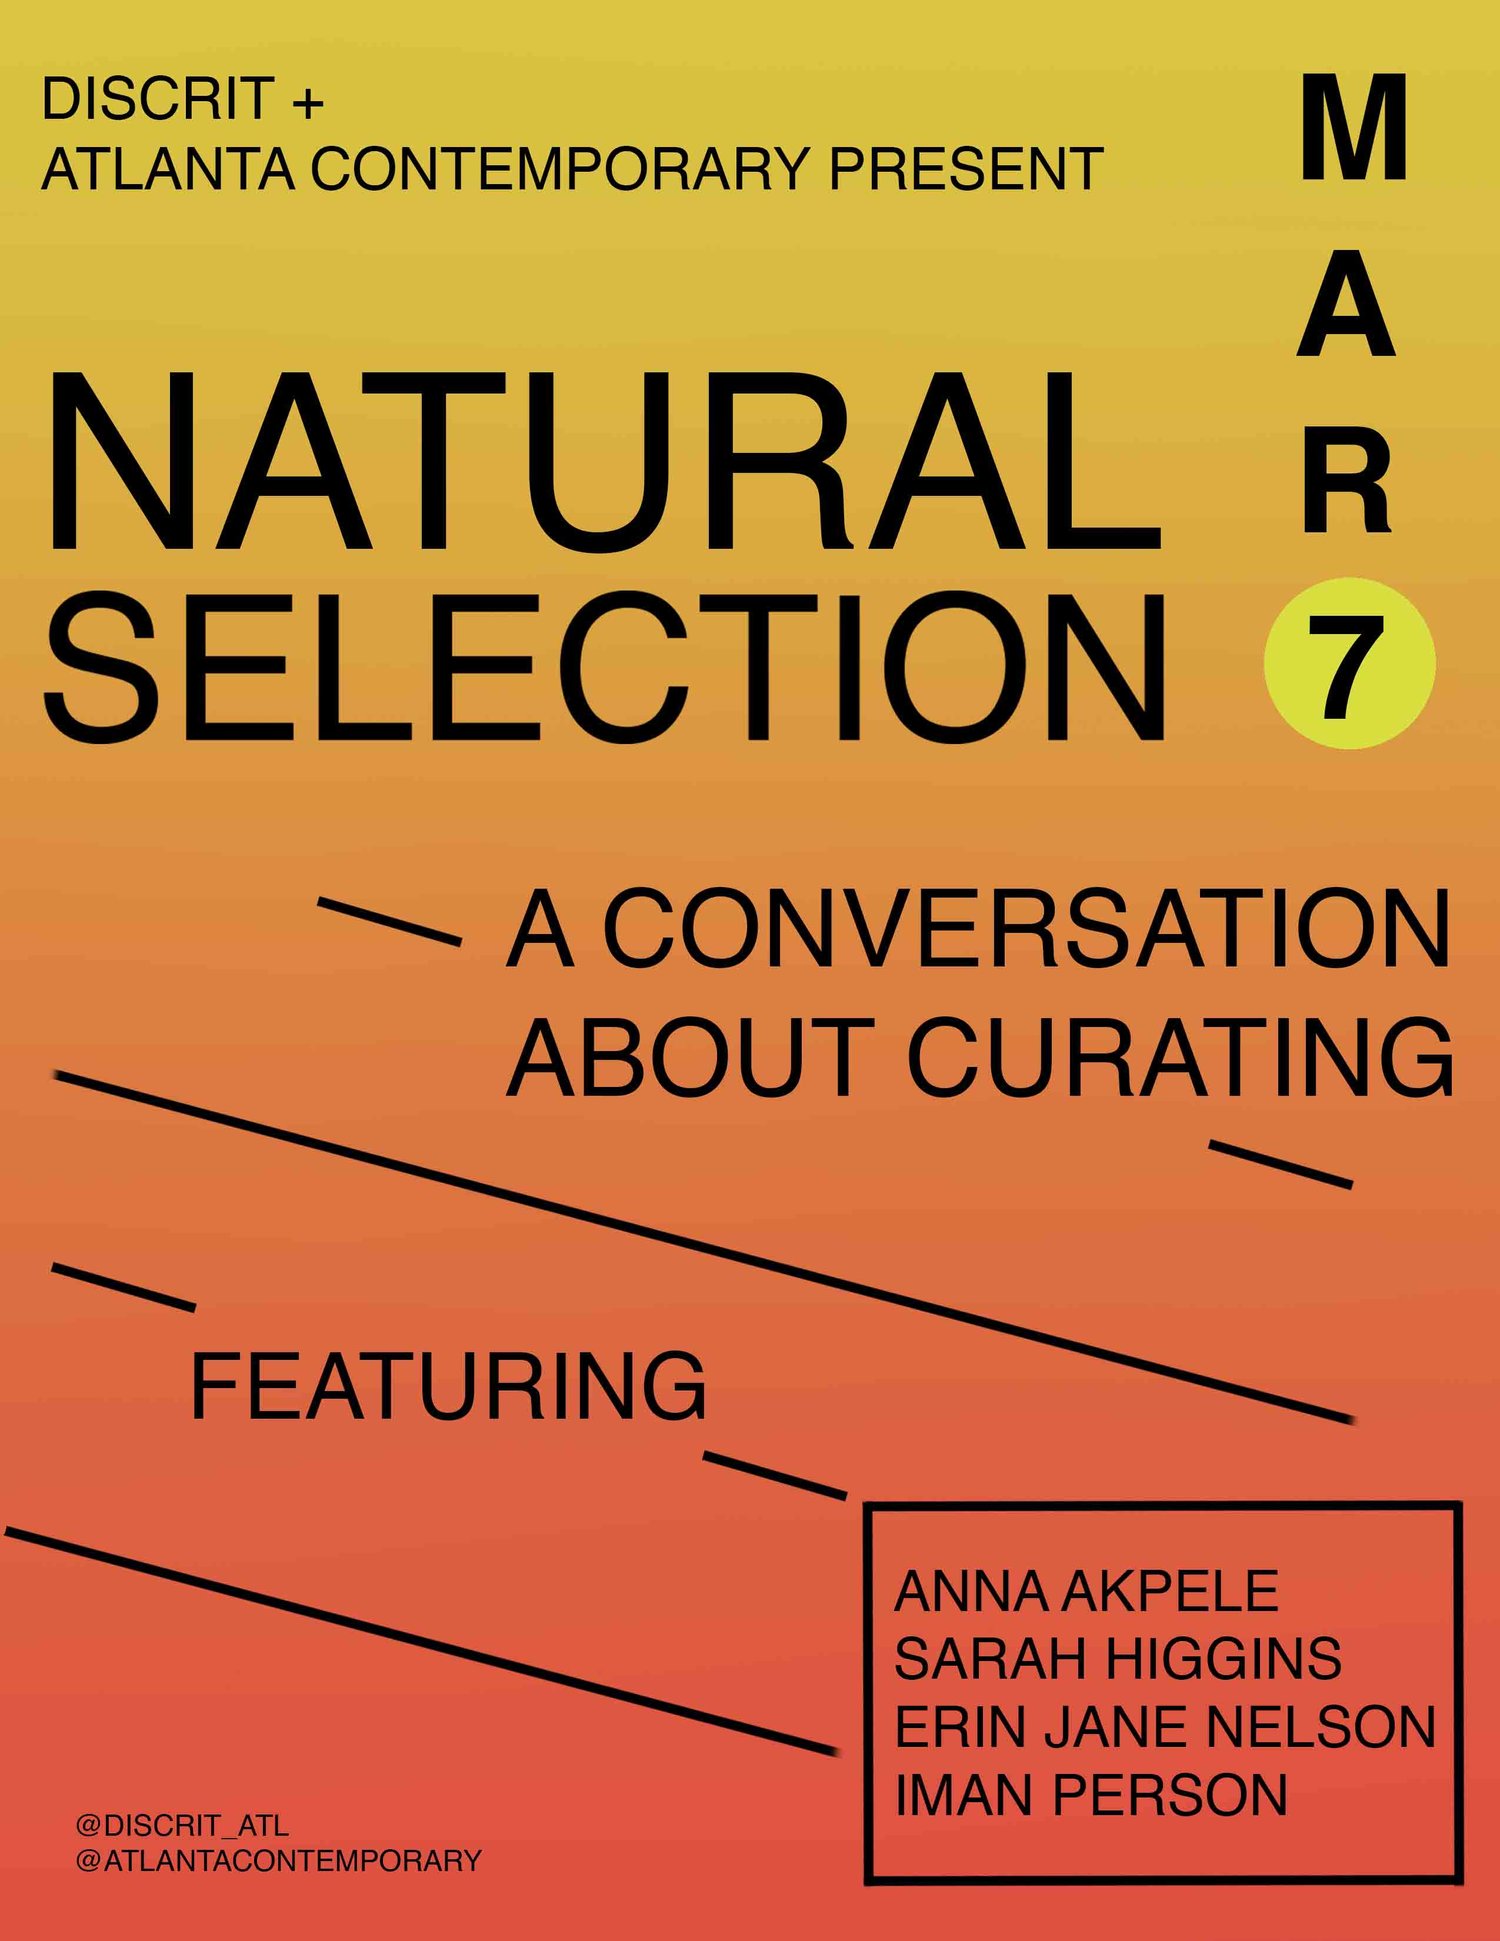 DISCRIT +
ATLANTA CONTEMPORARY PRESENT
M
A
R
7
NATURAL
SELECTION
A CONVERSATION
ABOUT CURATING
FEATURING
ANNA AKPELE
SARAH HIGGINS
ERIN JANE NELSON
IMAN PERSON
@DISCRIT_ATL
@ATLANTACONTEMPORARY